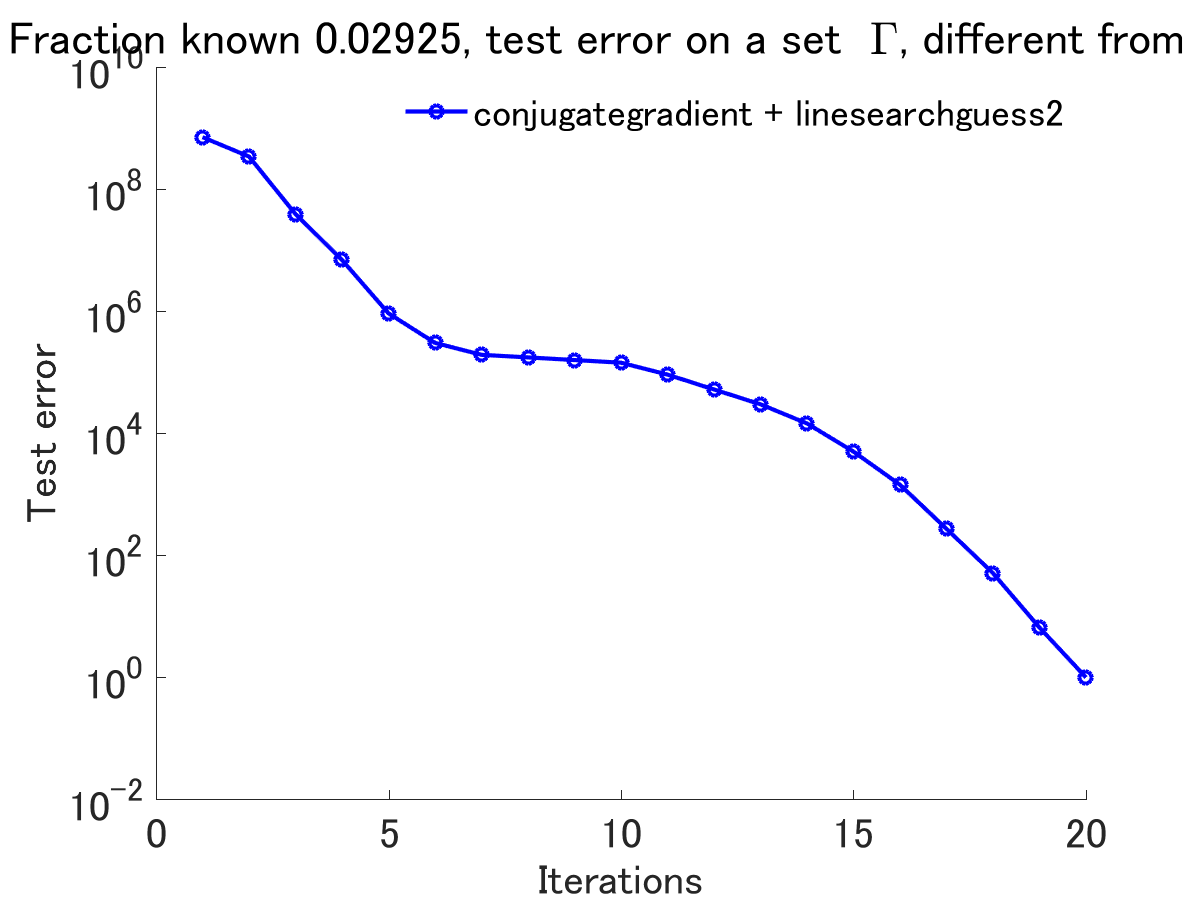 Fraction known 0.02925, test error on a set Γ, different from
conjugategradient + linesearchguess2
10^10
10^8
10^6
10^4
10^2
10^0
10^-2
Test error
0 5 10 15 20
Iterations